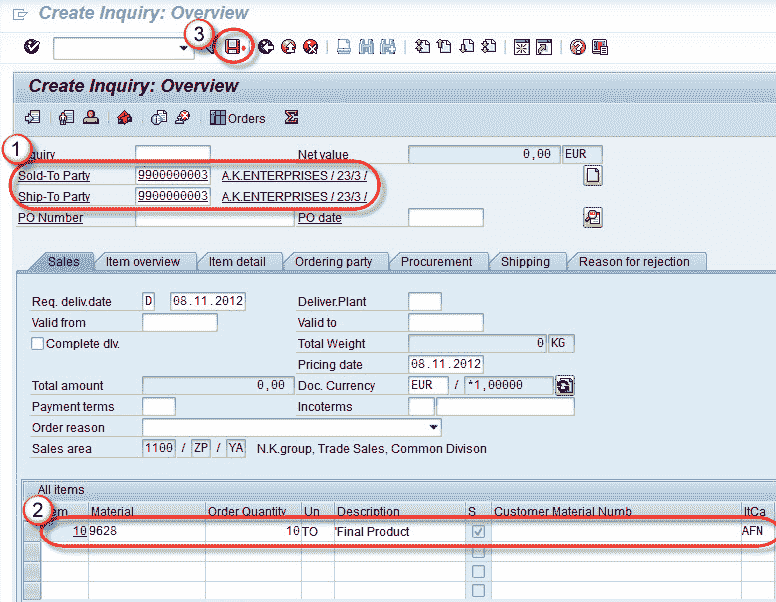 Create Inquiry: Overview
3
Create Inquiry: Overview
Orders
1
quiry Net value 0,00 EUR
Sold-To Party 9900000003 A.K.ENTERPRISES / 23/3 /
Ship-To Party 9900000003 A.K.ENTERPRISES / 23/3 /
PO Number PO date
Sales Item overview Item detail Ordering party Procurement Shipping Reason for rejection
Req. deliv.date D 08.11.2012 Deliver.Plant
Valid from Valid to
Complete dlv. Total Weight 0 KG
Pricing date 08.11.2012
Total amount 0,00 Doc. Currency EUR / *1,00000
Payment terms Incoterms
Order reason
Sales area 1100 / ZP / YA N.K.group, Trade Sales, Common Divison
All items
2
em Material Order Quantity Un Description S Customer Material Numb ItCa
10 9628 10 TO 'Final Product AFN